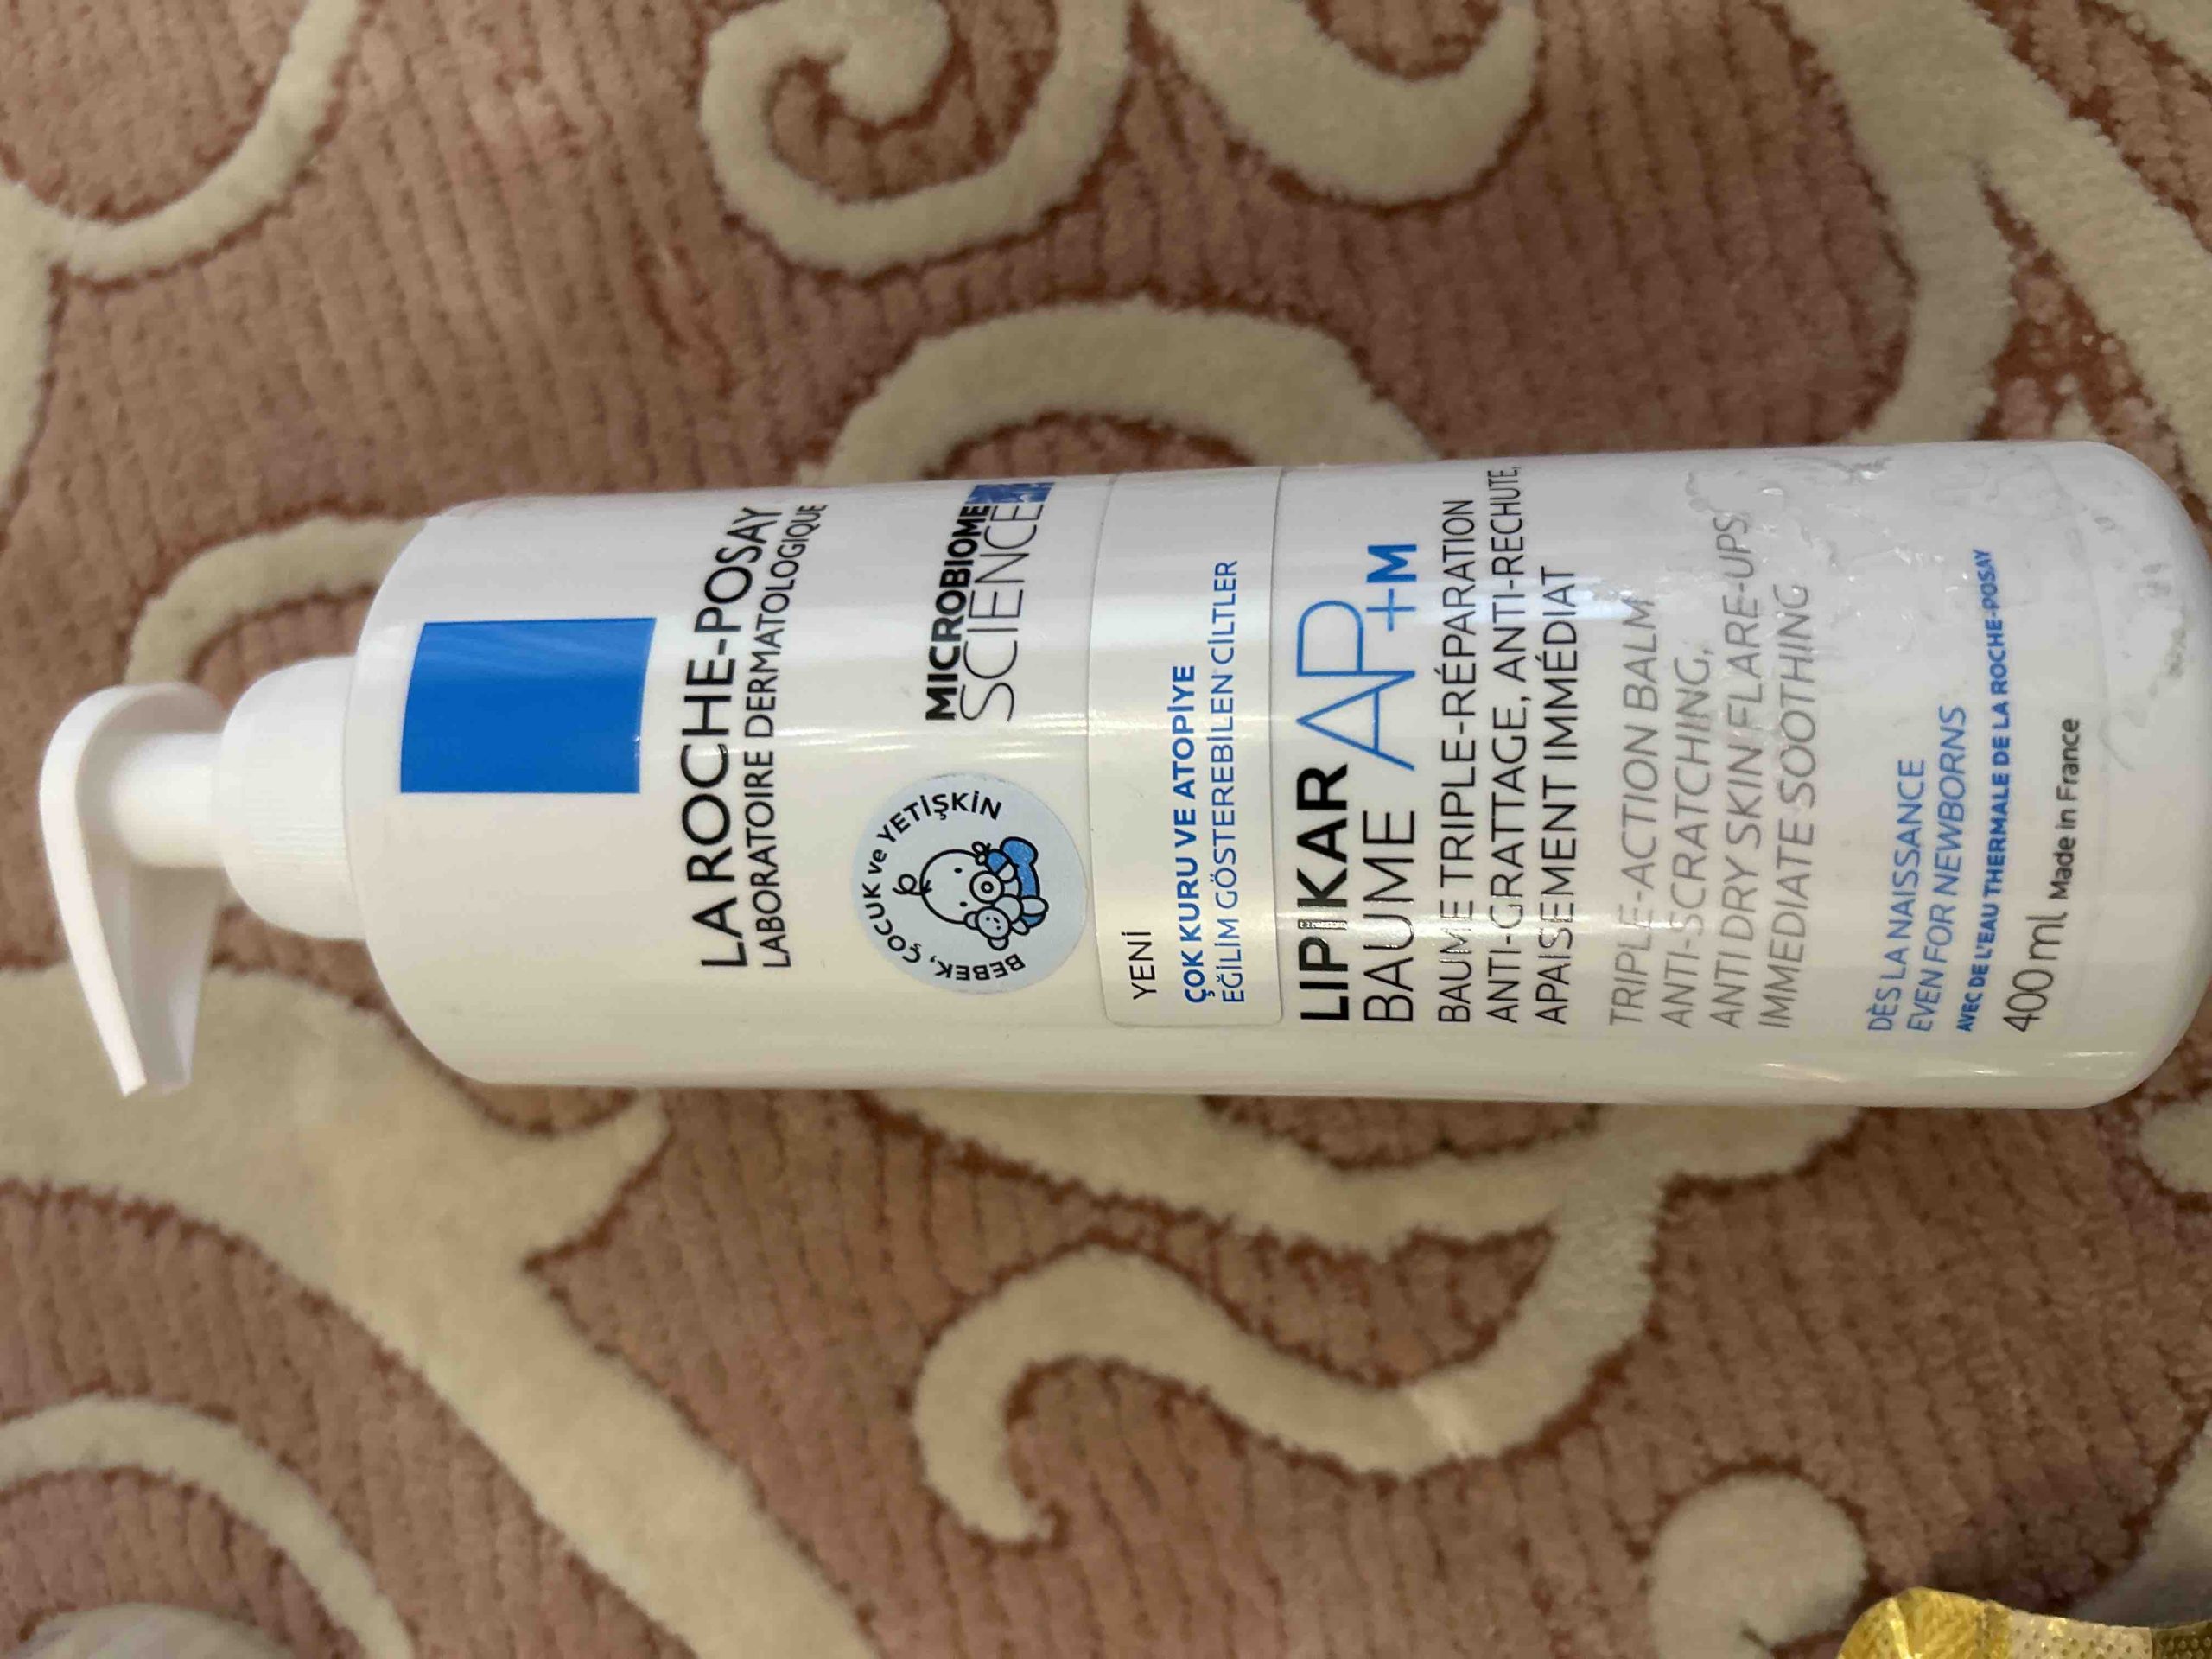 LA ROCHE-POSAY
LABORATOIRE DERMATOLOGIQUE
BEBEK, ÇOCUK ve YETİŞKİN
MICROBIOME
SCIENCE
YENİ
ÇOK KURU VE ATOPİYE
EĞİLİM GÖSTEREBİLEN CİLTLER
LIPIKAR
BAUME AP+M
BAUME TRIPLE-RÉPARATION
ANTI-GRATTAGE, ANTI-RECHUTE,
APAISEMENT IMMÉDIAT
TRIPLE-ACTION BALM
ANTI-SCRATCHING,
ANTI DRY SKIN FLARE-UPS,
IMMEDIATE SOOTHING
DÈS LA NAISSANCE
EVEN FOR NEWBORNS
AVEC DE L'EAU THERMALE DE LA ROCHE-POSAY
400 ml Made in France